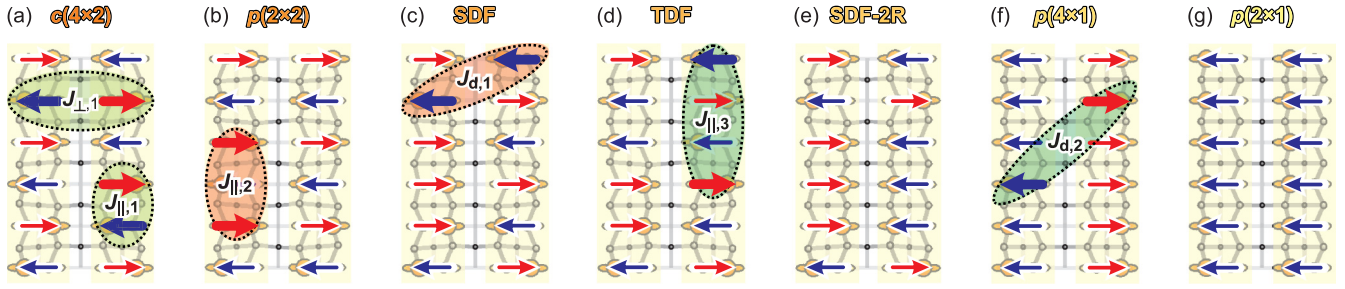 (a) c(4×2)
(b) p(2×2)
(c) SDF
(d) TDF
(e) SDF-2R
(f) p(4×1)
(g) p(2×1)
J⊥,1
J||,1
J||,2
Jd,1
J||,3
Jd,2